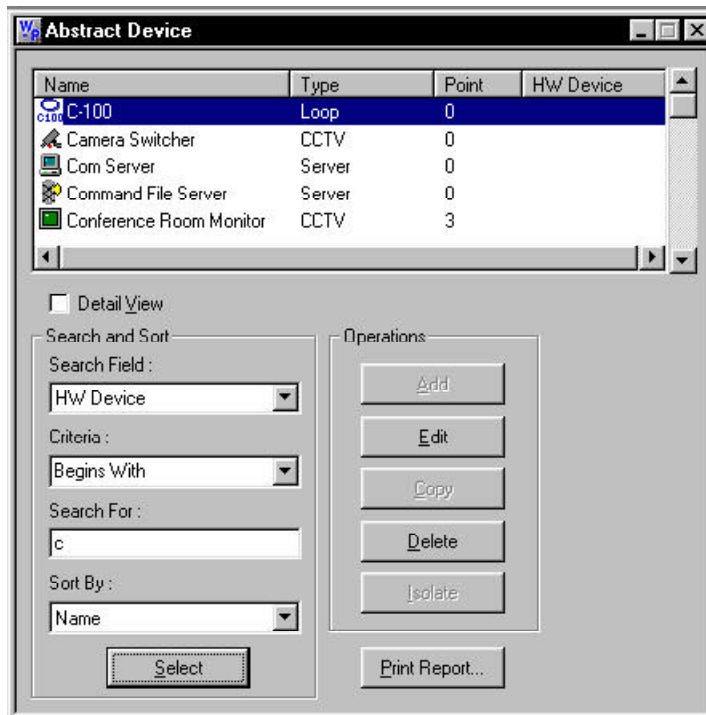 Abstract Device
Name Type Point HW Device
C-100 Loop 0
Camera Switcher CCTV 0
Com Server Server 0
Command File Server Server 0
Conference Room Monitor CCTV 3
Detail View
Search and Sort
Search Field :
HW Device
Criteria :
Begins With
Search For :
c
Sort By :
Name
Select
Operations
Add
Edit
Copy
Delete
Isolate
Print Report...